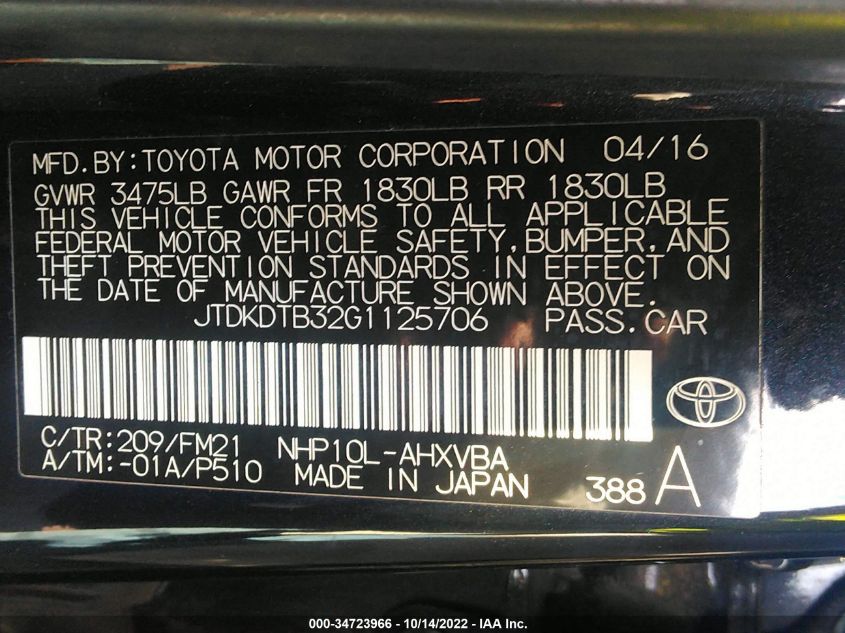 MFD.BY:TOYOTA MOTOR CORPORATION 04/16
GVWR 3475LB GAWR FR 1830LB RR 1830LB
THIS VEHICLE CONFORMS TO ALL APPLICABLE
FEDERAL MOTOR VEHICLE SAFETY, BUMPER, AND
THEFT PREVENTION STANDARDS IN EFFECT ON
THE DATE OF MANUFACTURE SHOWN ABOVE.
JTDKDTB32G1125706 PASS.CAR
C/TR:209/FM21 NHP10L-AHXVBA
A/TM:-01A/P510 MADE IN JAPAN 388 A
000-34723966 - 10/14/2022 - IAA Inc.